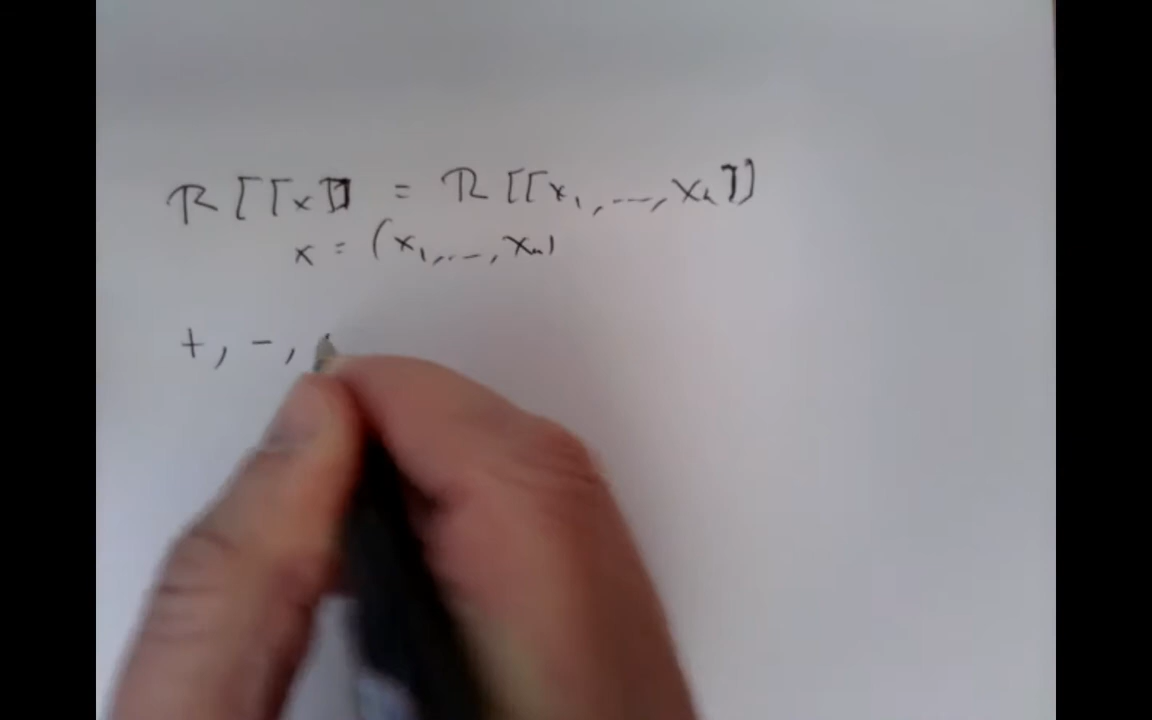 ℝ[[x]] = ℝ[[x₁,...,xₙ]]
x = (x₁,...,xₙ)
+, -,